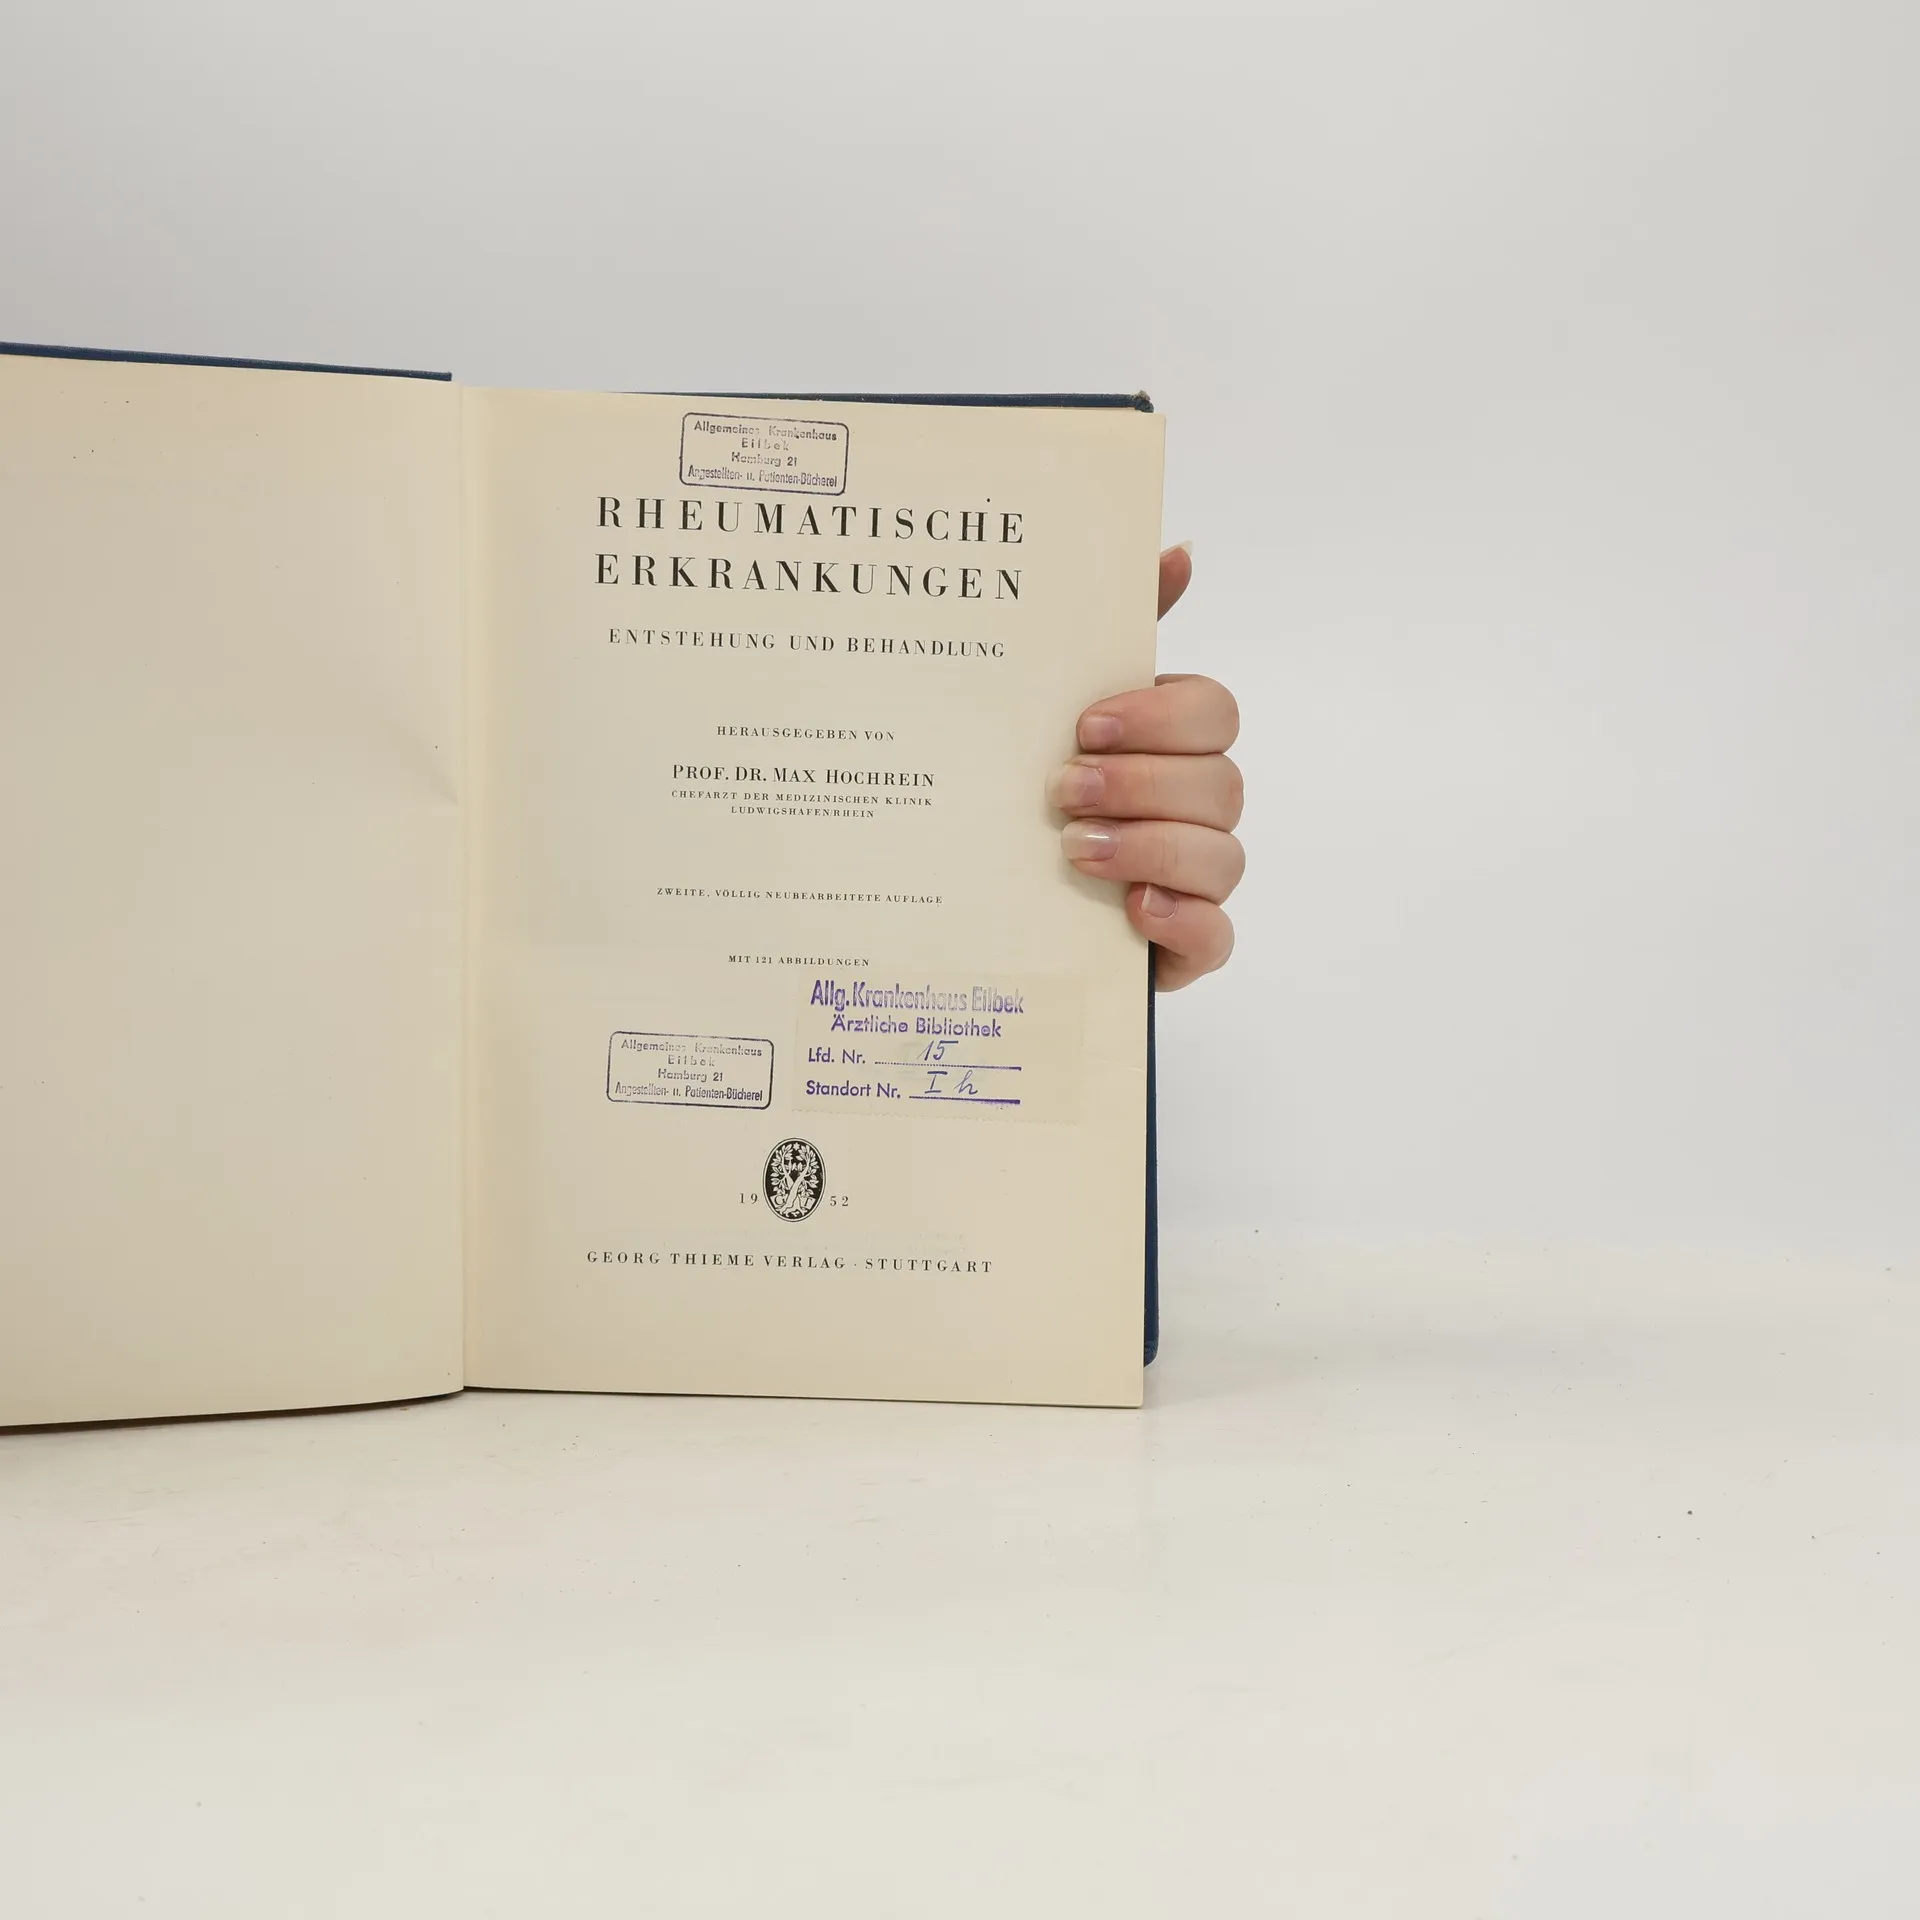 Allgemeines Krankenhaus
Eilbek
Hamburg 21
Angestellten- u. Patienten-Bücherei
RHEUMATISCHE
ERKRANKUNGEN
ENTSTEHUNG UND BEHANDLUNG
HERAUSGEGEBEN VON
PROF. DR. MAX HOCHREIN
CHEFARZT DER MEDIZINISCHEN KLINIK
LUDWIGSHAFEN/RHEIN
ZWEITE, VÖLLIG NEUBEARBEITETE AUFLAGE
MIT 121 ABBILDUNGEN
Allg. Krankenhaus Eilbek
Ärztliche Bibliothek
Lfd. Nr. 15
Standort Nr. I h
Allgemeines Krankenhaus
Eilbek
Hamburg 21
Angestellten- u. Patienten-Bücherei
19 52
GEORG THIEME VERLAG · STUTTGART